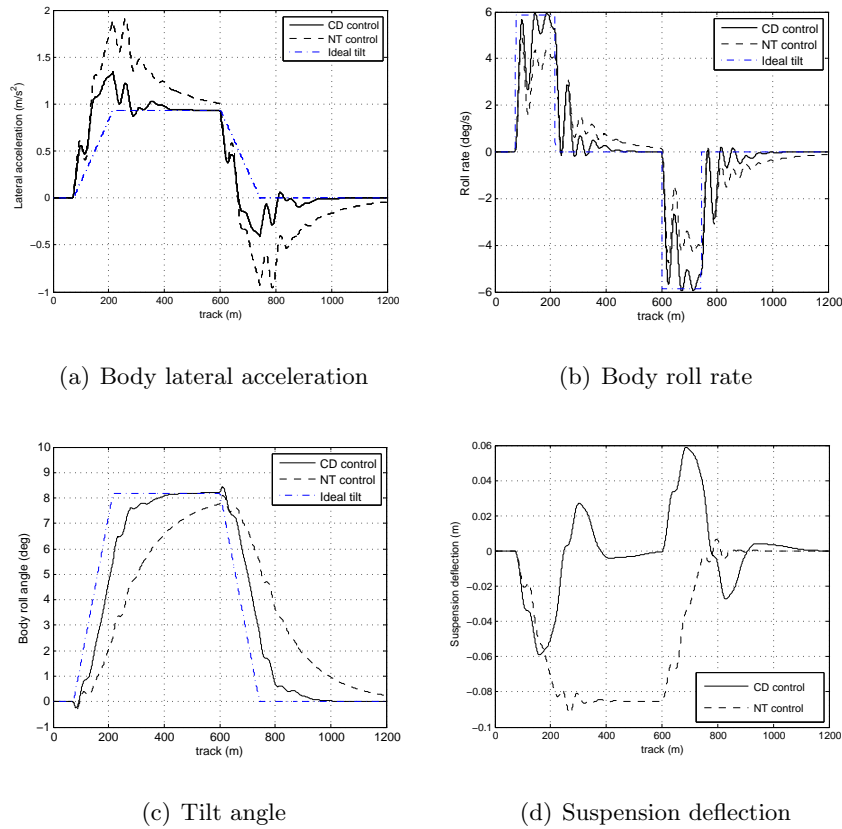 2
1.5
1
0.5
0
−0.5
−1
0 200 400 600 800 1000 1200
Lateral acceleration (m/s²)
track (m)
CD control
NT control
Ideal tilt
(a) Body lateral acceleration
6
4
2
0
−2
−4
−6
0 200 400 600 800 1000 1200
Roll rate (deg/s)
track (m)
CD control
NT control
Ideal tilt
(b) Body roll rate
10
9
8
7
6
5
4
3
2
1
0
−1
0 200 400 600 800 1000 1200
Body roll angle (deg)
track (m)
CD control
NT control
Ideal tilt
(c) Tilt angle
0.06
0.04
0.02
0
−0.02
−0.04
−0.06
−0.08
−0.1
0 200 400 600 800 1000 1200
Suspension deflection (m)
track (m)
CD control
NT control
(d) Suspension deflection